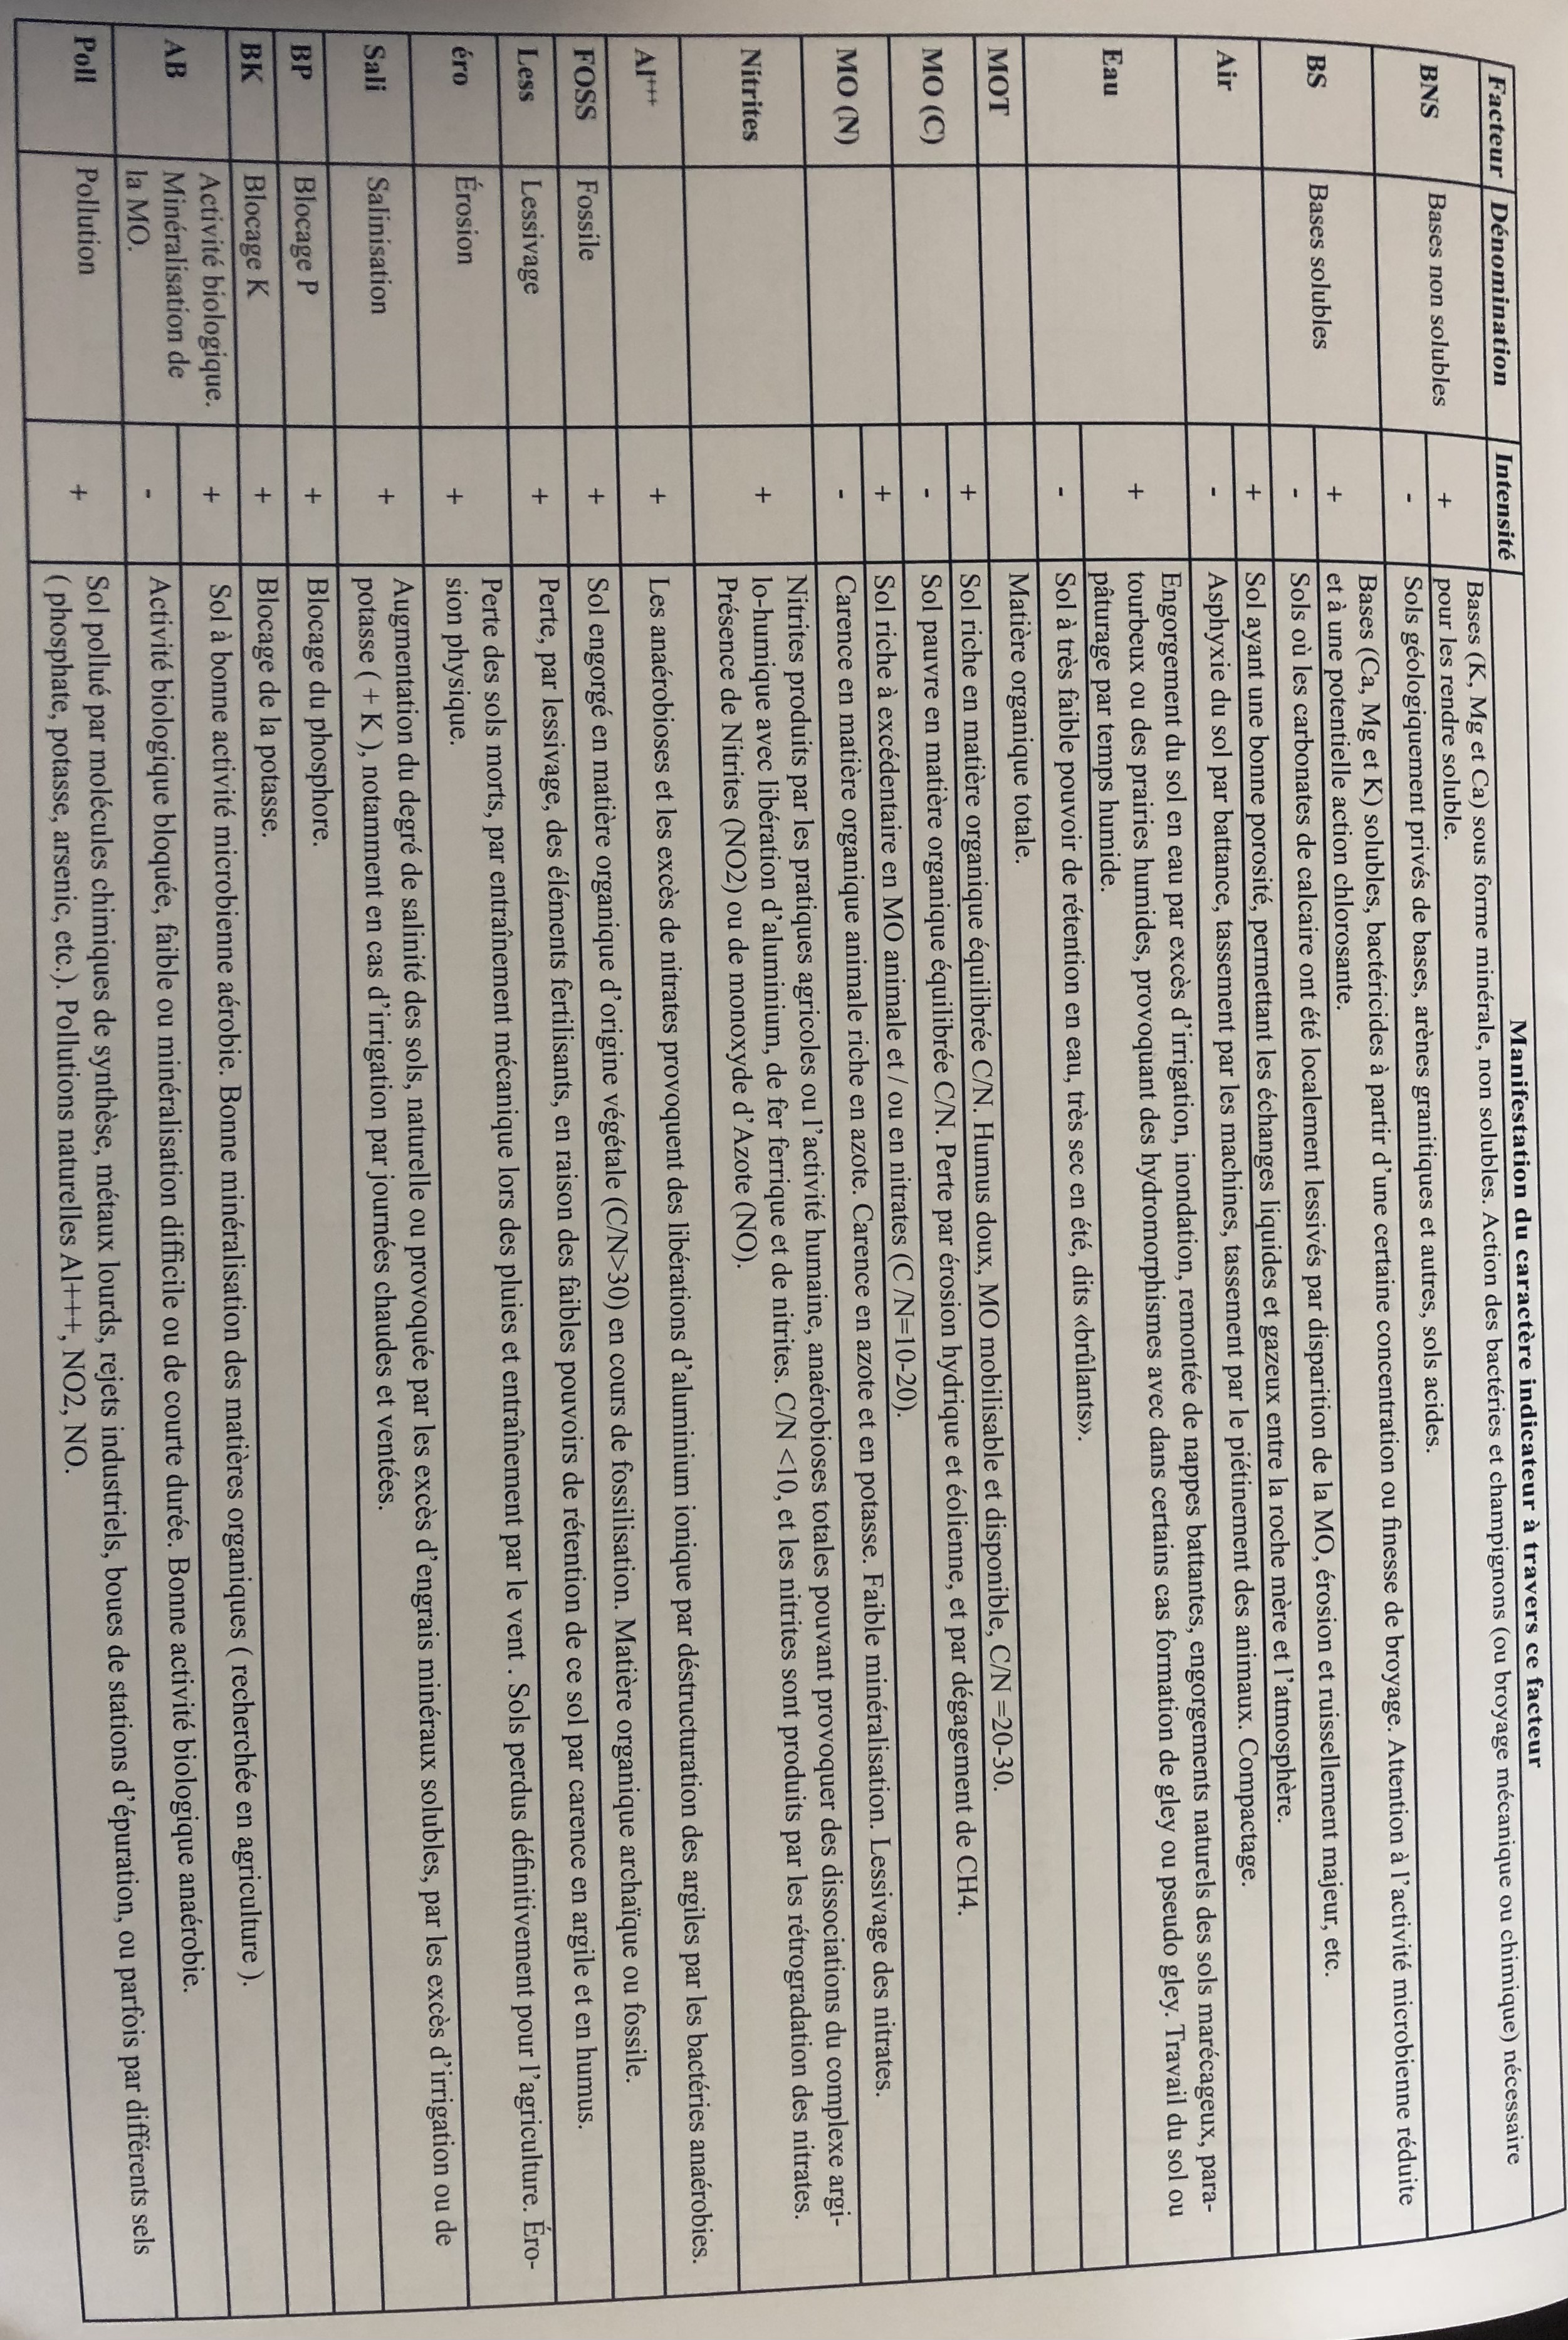 Facteur Dénomination Intensité Manifestation du caractère indicateur à travers ce facteur
BNS Bases non solubles + Bases (K, Mg et Ca) sous forme minérale, non solubles. Action des bactéries et champignons (ou broyage mécanique ou chimique) nécessaire
pour les rendre soluble.
- Sols géologiquement privés de bases, arènes granitiques et autres, sols acides.
BS Bases solubles + Bases (Ca, Mg et K) solubles, bactéricides à partir d'une certaine concentration ou finesse de broyage. Attention à l'activité microbienne réduite
et à une potentielle action chlorosante.
- Sols où les carbonates de calcaire ont été localement lessivés par disparition de la MO, érosion et ruissellement majeur, etc.
Air + Sol ayant une bonne porosité, permettant les échanges liquides et gazeux entre la roche mère et l'atmosphère.
- Asphyxie du sol par battance, tassement par les machines, tassement par le piétinement des animaux. Compactage.
Eau + Engorgement du sol en eau par excès d'irrigation, inondation, remontée de nappes battantes, engorgements naturels des sols marécageux, para-
tourbeux ou des prairies humides, provoquant des hydromorphismes avec dans certains cas formation de gley ou pseudo gley. Travail du sol ou
pâturage par temps humide.
- Sol à très faible pouvoir de rétention en eau, très sec en été, dits «brûlants».
MOT Matière organique totale.
MO (C) + Sol riche en matière organique équilibrée C/N. Humus doux, MO mobilisable et disponible, C/N =20-30.
- Sol pauvre en matière organique équilibrée C/N. Perte par érosion hydrique et éolienne, et par dégagement de CH4.
MO (N) + Sol riche à excédentaire en MO animale et / ou en nitrates (C /N=10-20).
- Carence en matière organique animale riche en azote. Carence en azote et en potasse. Faible minéralisation. Lessivage des nitrates.
Nitrites + Nitrites produits par les pratiques agricoles ou l'activité humaine, anaérobioses totales pouvant provoquer des dissociations du complexe argi-
lo-humique avec libération d'aluminium, de fer ferrique et de nitrites. C/N <10, et les nitrites sont produits par les rétrogradation des nitrates.
Présence de Nitrites (NO2) ou de monoxyde d'Azote (NO).
Al+++ + Les anaérobioses et les excès de nitrates provoquent des libérations d'aluminium ionique par déstructuration des argiles par les bactéries anaérobies.
FOSS Fossile + Sol engorgé en matière organique d'origine végétale (C/N>30) en cours de fossilisation. Matière organique archaïque ou fossile.
Less Lessivage + Perte, par lessivage, des éléments fertilisants, en raison des faibles pouvoirs de rétention de ce sol par carence en argile et en humus.
éro Érosion + Perte des sols morts, par entraînement mécanique lors des pluies et entraînement par le vent . Sols perdus définitivement pour l'agriculture. Éro-
sion physique.
Sali Salinisation + Augmentation du degré de salinité des sols, naturelle ou provoquée par les excès d'engrais minéraux solubles, par les excès d'irrigation ou de
potasse ( + K ), notamment en cas d'irrigation par journées chaudes et ventées.
BP Blocage P + Blocage du phosphore.
BK Blocage K + Blocage de la potasse.
AB Activité biologique. + Sol à bonne activité microbienne aérobie. Bonne minéralisation des matières organiques ( recherchée en agriculture ).
Minéralisation de
la MO. - Activité biologique bloquée, faible ou minéralisation difficile ou de courte durée. Bonne activité biologique anaérobie.
Poll Pollution + Sol pollué par molécules chimiques de synthèse, métaux lourds, rejets industriels, boues de stations d'épuration, ou parfois par différents sels
( phosphate, potasse, arsenic, etc.). Pollutions naturelles Al+++, NO2, NO.